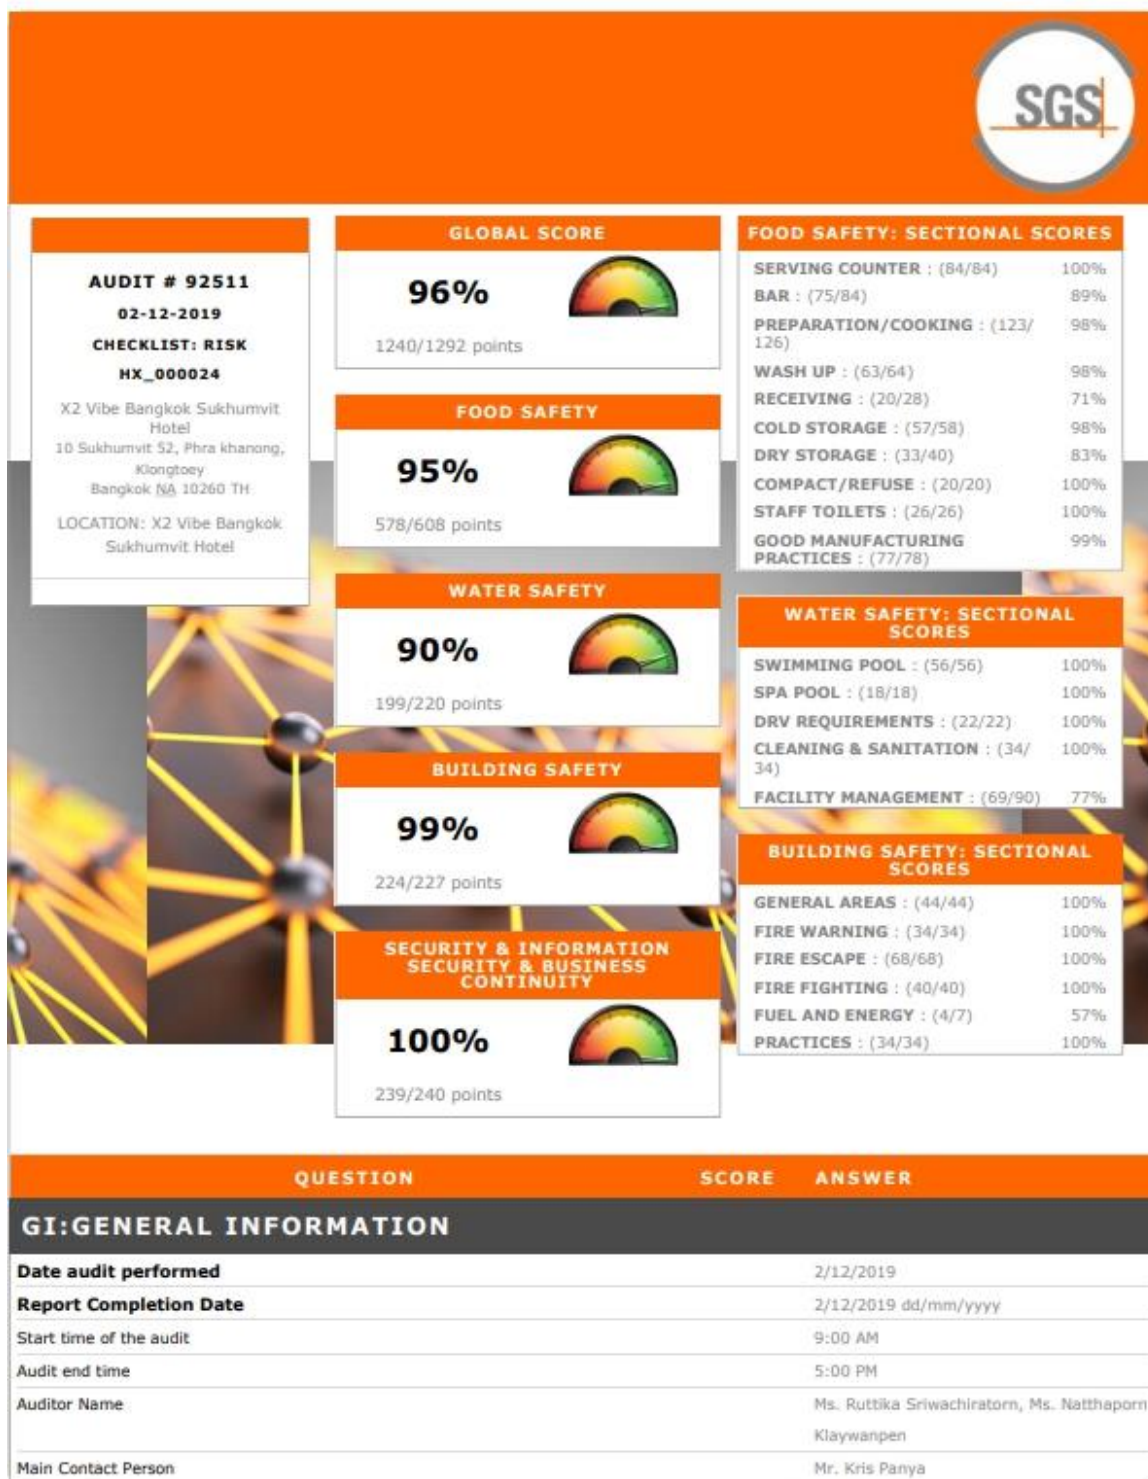 SGS
AUDIT # 92511
02-12-2019
CHECKLIST: RISK
HX_000024
X2 Vibe Bangkok Sukhumvit
Hotel
10 Sukhumvit 52, Phra khanong,
Klongtoey
Bangkok NA 10260 TH
LOCATION: X2 Vibe Bangkok
Sukhumvit Hotel
GLOBAL SCORE
96%
1240/1292 points
FOOD SAFETY
95%
578/608 points
WATER SAFETY
90%
199/220 points
BUILDING SAFETY
99%
224/227 points
SECURITY & INFORMATION
SECURITY & BUSINESS
CONTINUITY
100%
239/240 points
FOOD SAFETY: SECTIONAL SCORES
SERVING COUNTER : (84/84) 100%
BAR : (75/84) 89%
PREPARATION/COOKING : (123/ 98%
126)
WASH UP : (63/64) 98%
RECEIVING : (20/28) 71%
COLD STORAGE : (57/58) 98%
DRY STORAGE : (33/40) 83%
COMPACT/REFUSE : (20/20) 100%
STAFF TOILETS : (26/26) 100%
GOOD MANUFACTURING 99%
PRACTICES : (77/78)
WATER SAFETY: SECTIONAL
SCORES
SWIMMING POOL : (56/56) 100%
SPA POOL : (18/18) 100%
DRV REQUIREMENTS : (22/22) 100%
CLEANING & SANITATION : (34/ 100%
34)
FACILITY MANAGEMENT : (69/90) 77%
BUILDING SAFETY: SECTIONAL
SCORES
GENERAL AREAS : (44/44) 100%
FIRE WARNING : (34/34) 100%
FIRE ESCAPE : (68/68) 100%
FIRE FIGHTING : (40/40) 100%
FUEL AND ENERGY : (4/7) 57%
PRACTICES : (34/34) 100%
QUESTION SCORE ANSWER
GI:GENERAL INFORMATION
Date audit performed 2/12/2019
Report Completion Date 2/12/2019 dd/mm/yyyy
Start time of the audit 9:00 AM
Audit end time 5:00 PM
Auditor Name Ms. Ruttika Sriwachiratorn, Ms. Natthaporn
Klaywanpen
Main Contact Person Mr. Kris Panya